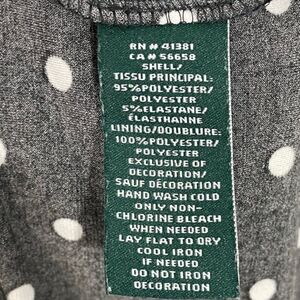 RN # 41381
CA # 56658
SHELL/
TISSU PRINCIPAL:
95%POLYESTER/
POLYESTER
5%ELASTANE/
ÉLASTHANNE
LINING/DOUBLURE:
100%POLYESTER/
POLYESTER
EXCLUSIVE OF
DECORATION/
SAUF DÉCORATION
HAND WASH COLD
ONLY NON-
CHLORINE BLEACH
WHEN NEEDED
LAY FLAT TO DRY
COOL IRON
IF NEEDED
DO NOT IRON
DECORATION